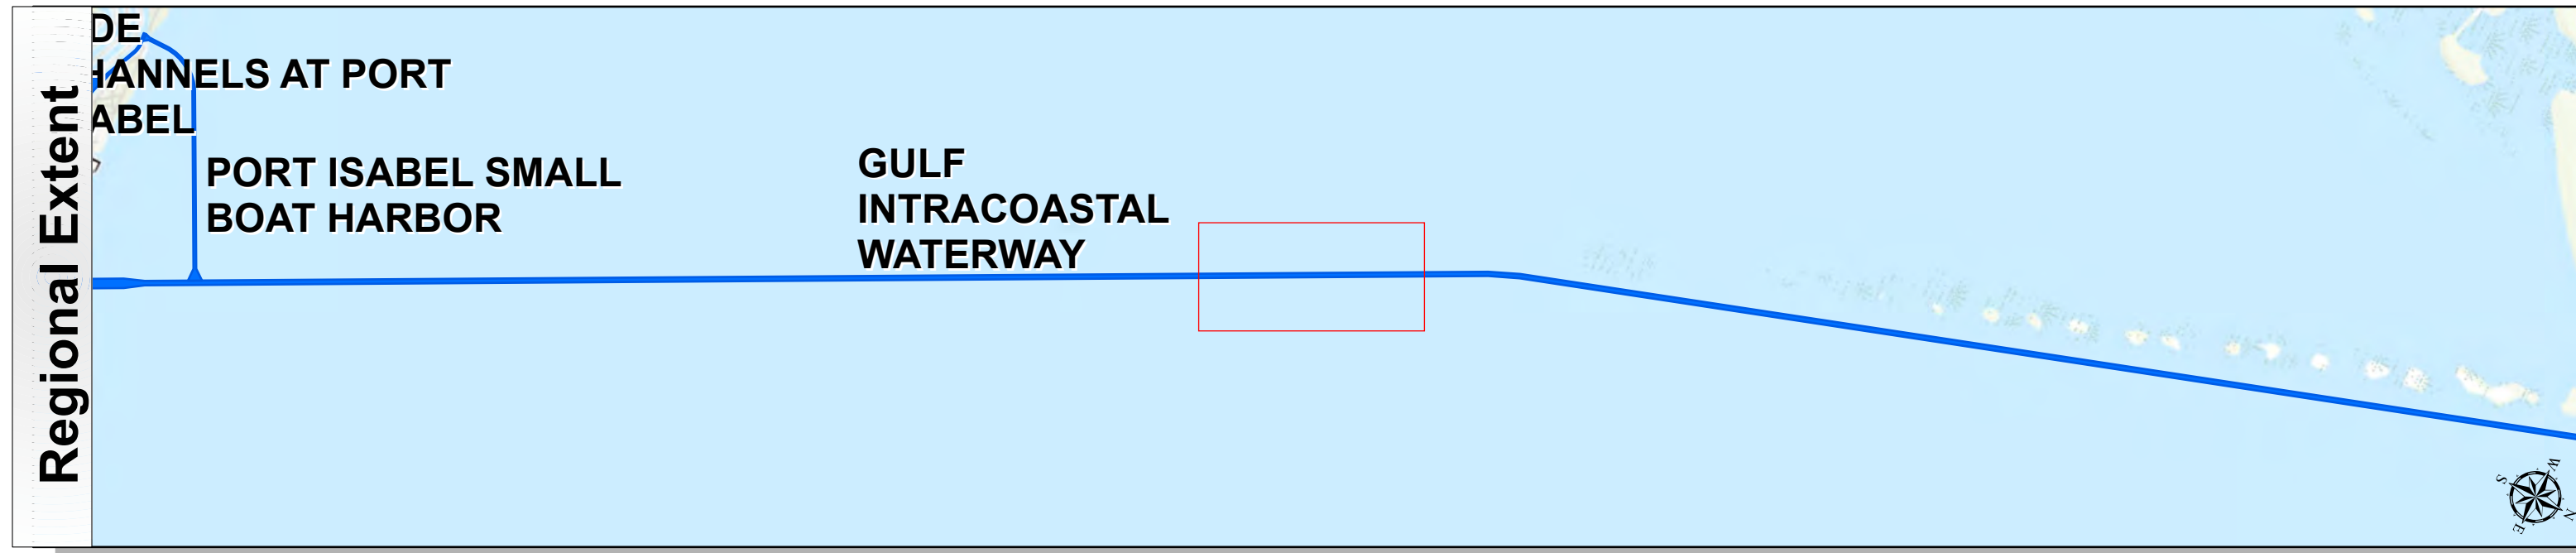 Regional Extent
DE
HANNELS AT PORT
ABEL
PORT ISABEL SMALL
BOAT HARBOR
GULF
INTRACOASTAL
WATERWAY
W
S
N
E